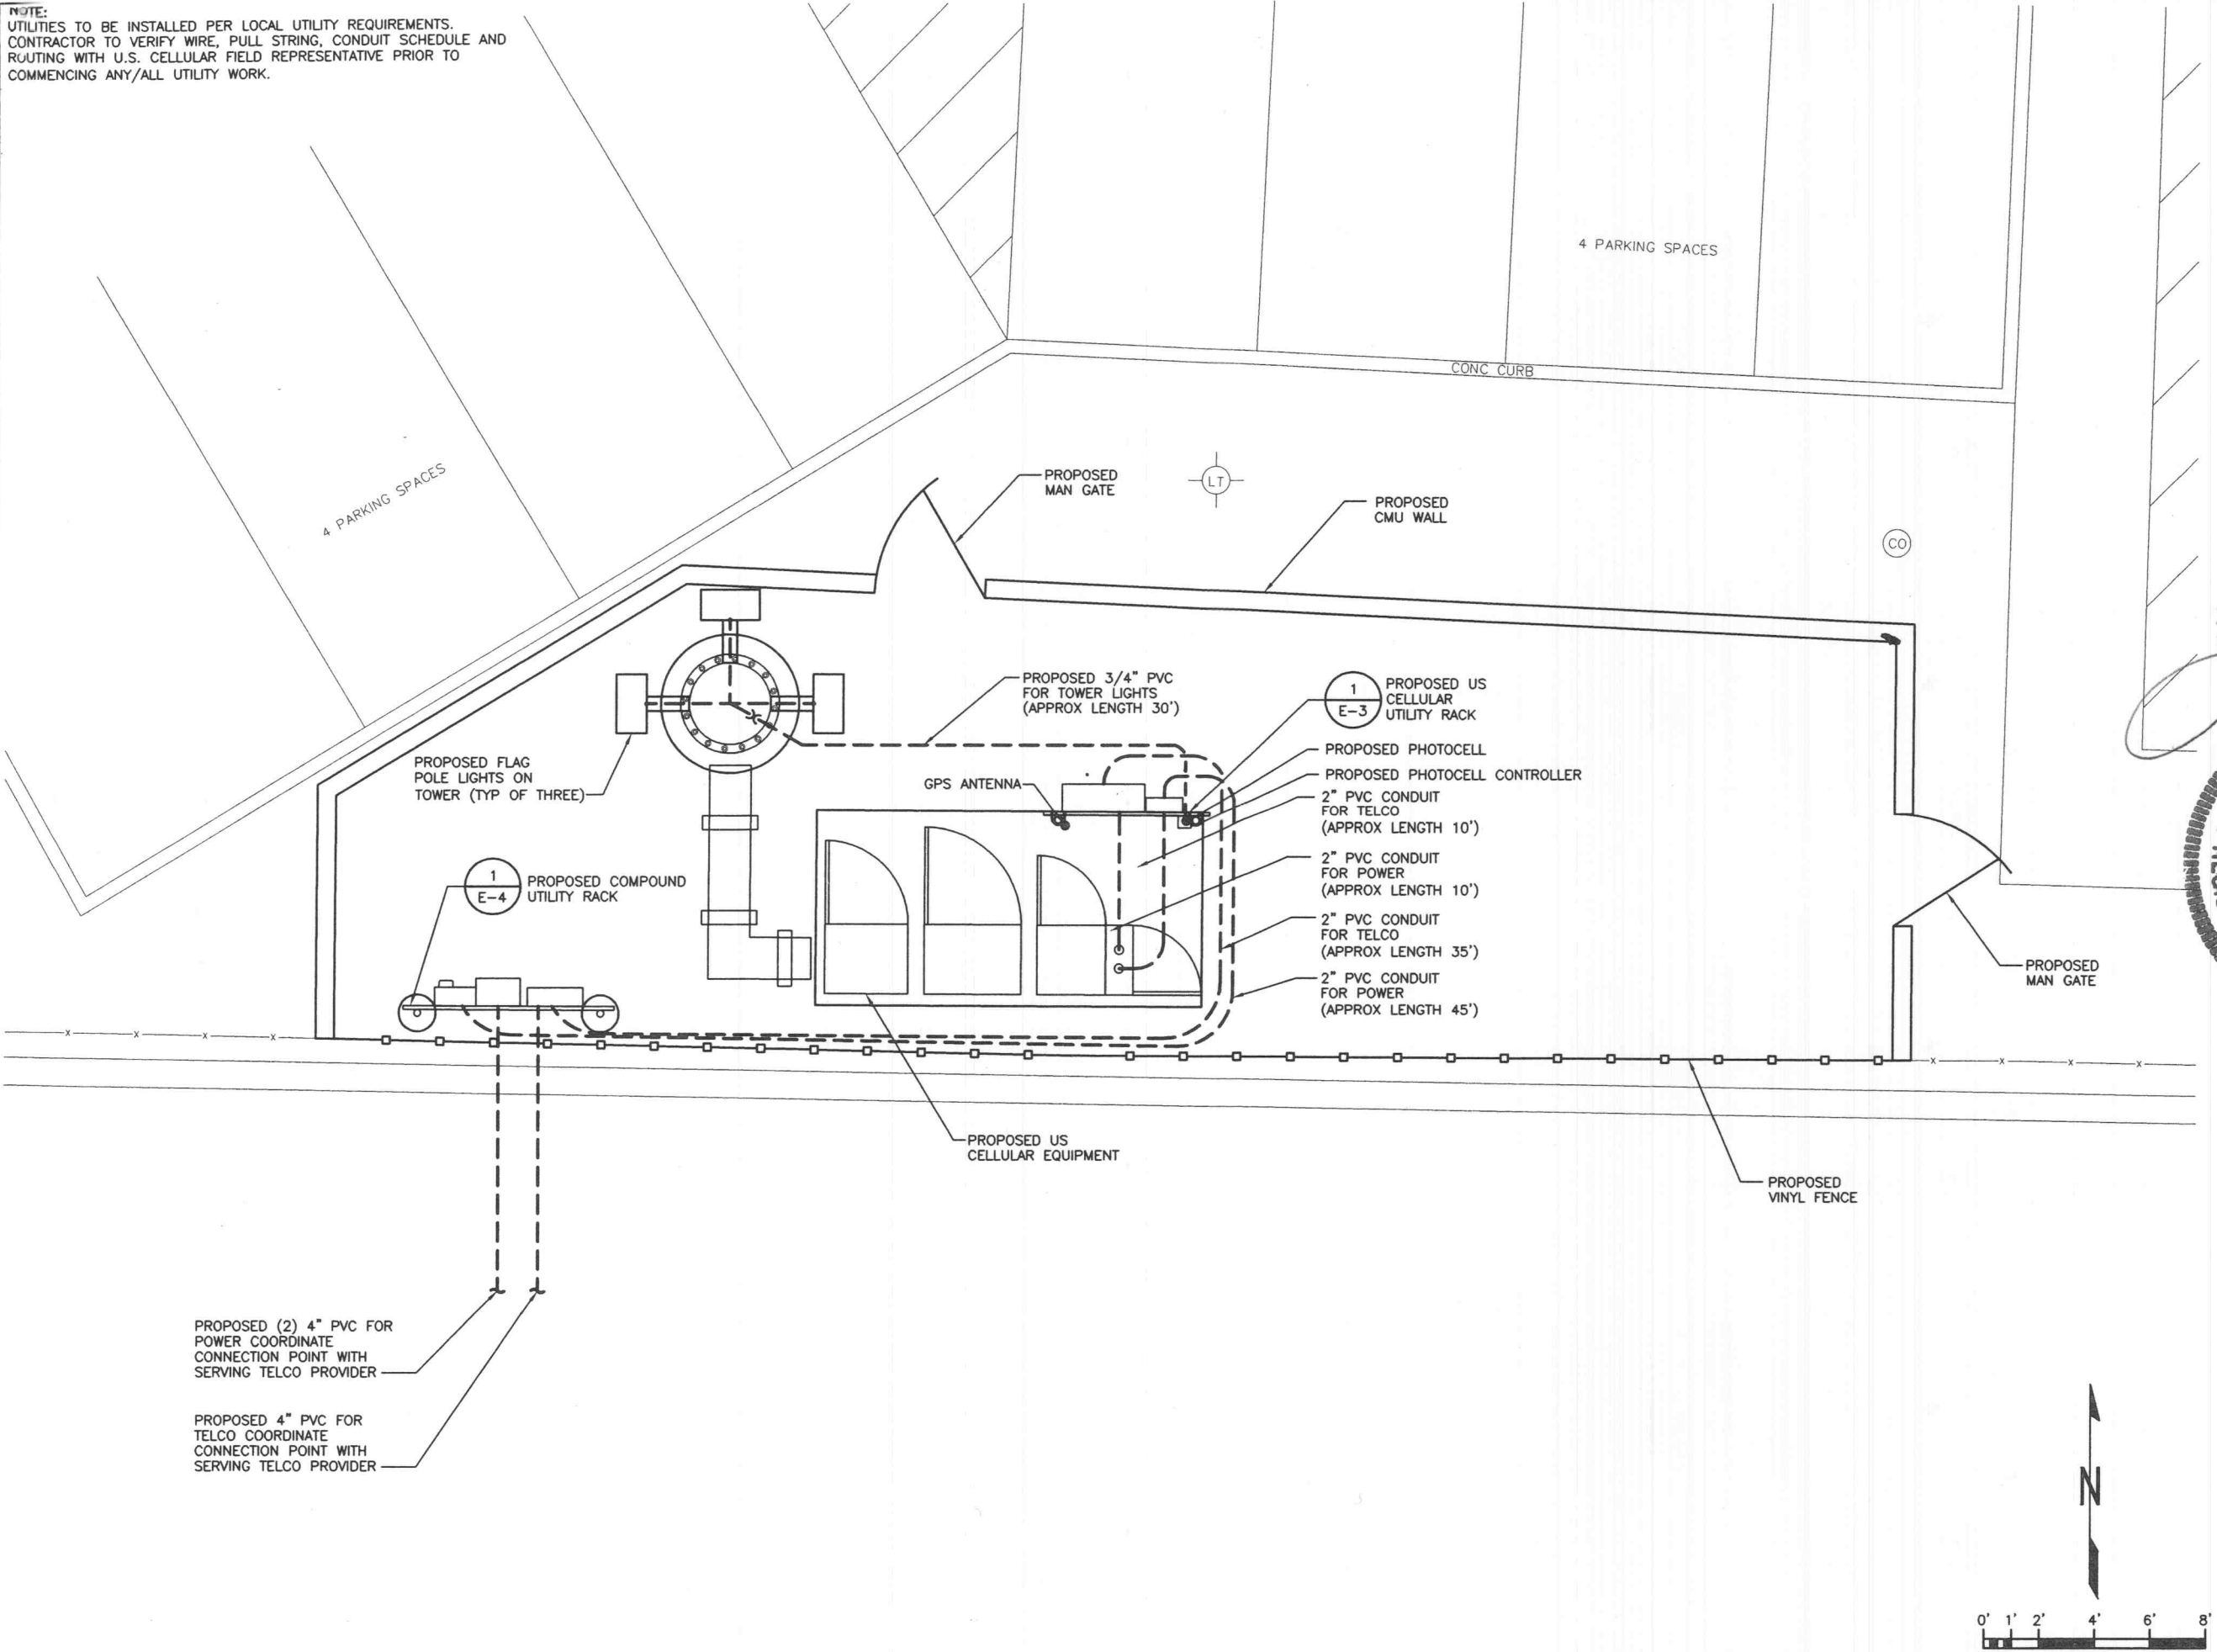 NOTE:
UTILITIES TO BE INSTALLED PER LOCAL UTILITY REQUIREMENTS.
CONTRACTOR TO VERIFY WIRE, PULL STRING, CONDUIT SCHEDULE AND
ROUTING WITH U.S. CELLULAR FIELD REPRESENTATIVE PRIOR TO
COMMENCING ANY/ALL UTILITY WORK.
4 PARKING SPACES
CONC CURB
4 PARKING SPACES
PROPOSED
MAN GATE
LT
PROPOSED
CMU WALL
CO
PROPOSED 3/4" PVC
FOR TOWER LIGHTS
(APPROX LENGTH 30')
1
E-3
PROPOSED US
CELLULAR
UTILITY RACK
PROPOSED FLAG
POLE LIGHTS ON
TOWER (TYP OF THREE)
GPS ANTENNA
PROPOSED PHOTOCELL
PROPOSED PHOTOCELL CONTROLLER
2" PVC CONDUIT
FOR TELCO
(APPROX LENGTH 10')
2" PVC CONDUIT
FOR POWER
(APPROX LENGTH 10')
2" PVC CONDUIT
FOR TELCO
(APPROX LENGTH 35')
2" PVC CONDUIT
FOR POWER
(APPROX LENGTH 45')
1
E-4
PROPOSED COMPOUND
UTILITY RACK
PROPOSED
MAN GATE
x x x x
x x x x
PROPOSED US
CELLULAR EQUIPMENT
PROPOSED
VINYL FENCE
PROPOSED (2) 4" PVC FOR
POWER COORDINATE
CONNECTION POINT WITH
SERVING TELCO PROVIDER
PROPOSED 4" PVC FOR
TELCO COORDINATE
CONNECTION POINT WITH
SERVING TELCO PROVIDER
N
0' 1' 2' 4' 6' 8'